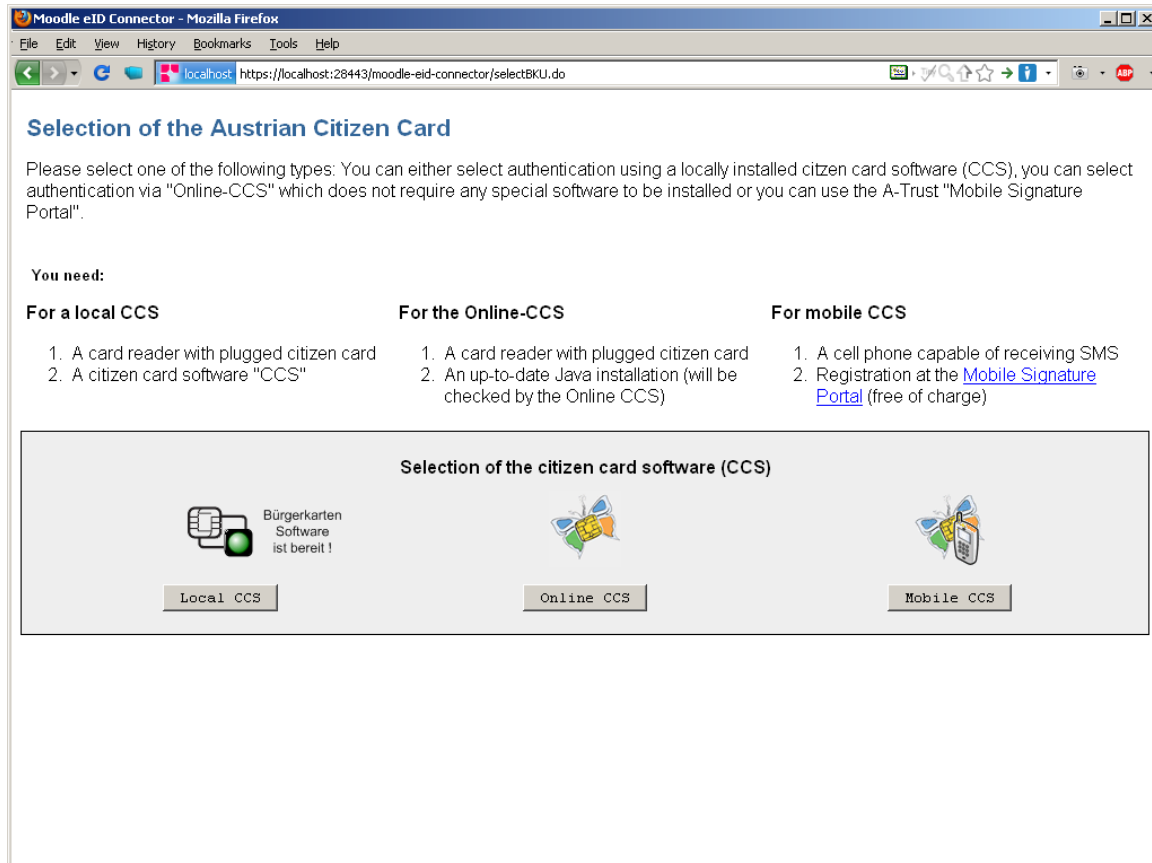 Moodle eID Connector - Mozilla Firefox
File Edit View History Bookmarks Tools Help
localhost https://localhost:28443/moodle-eid-connector/selectBKU.do
ABP
Selection of the Austrian Citizen Card
Please select one of the following types: You can either select authentication using a locally installed citzen card software (CCS), you can select
authentication via "Online-CCS" which does not require any special software to be installed or you can use the A-Trust "Mobile Signature
Portal".
You need:
For a local CCS
1. A card reader with plugged citizen card
2. A citizen card software "CCS"
For the Online-CCS
1. A card reader with plugged citizen card
2. An up-to-date Java installation (will be
checked by the Online CCS)
For mobile CCS
1. A cell phone capable of receiving SMS
2. Registration at the Mobile Signature
Portal (free of charge)
Selection of the citizen card software (CCS)
Bürgerkarten
Software
ist bereit !
Local CCS
Online CCS
Mobile CCS